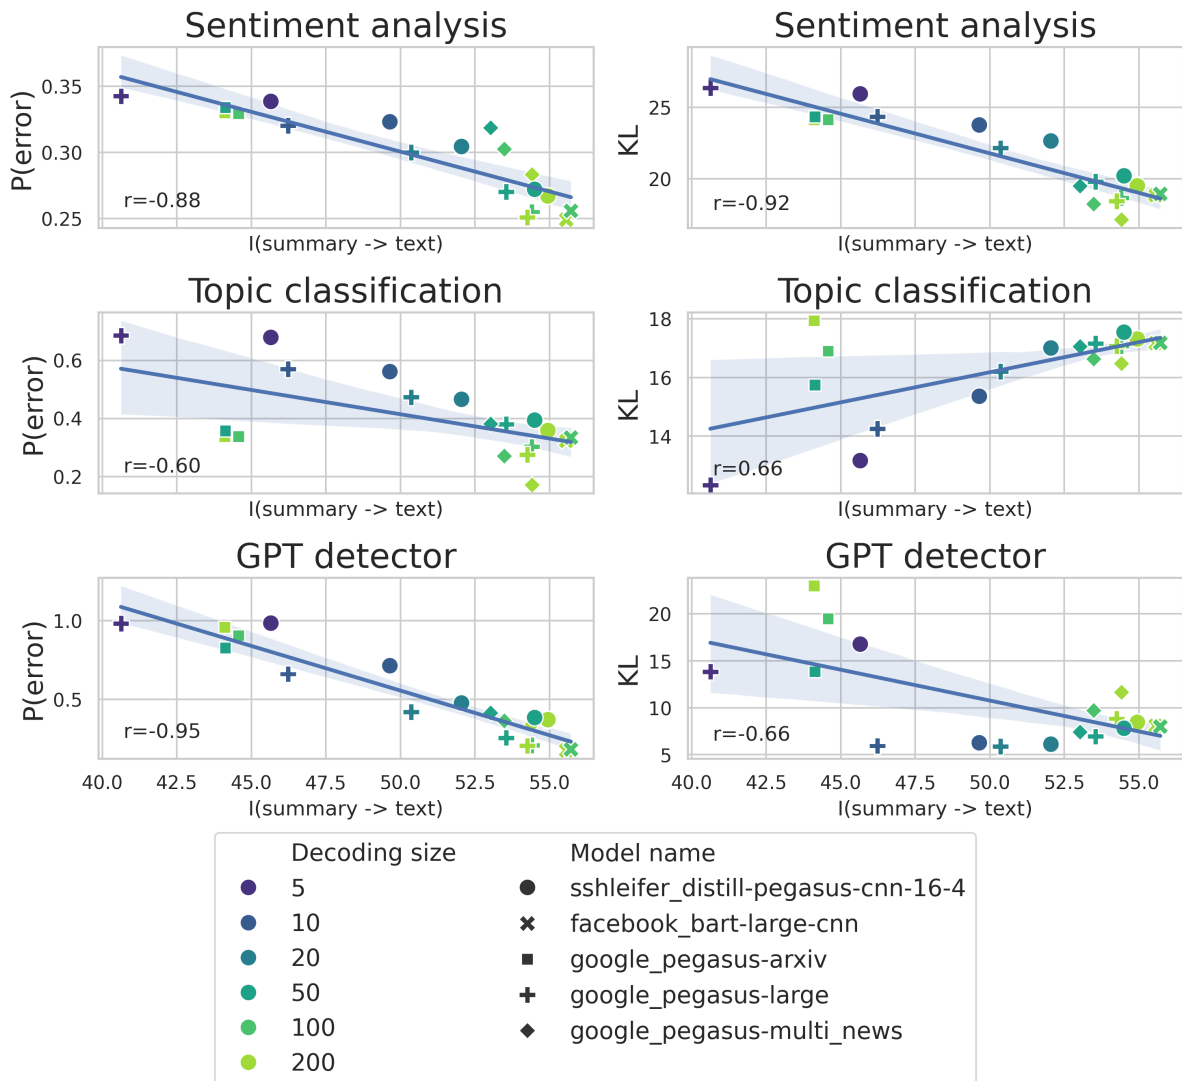 Sentiment analysis
P(error)
0.35
0.30
0.25
r=-0.88
I(summary -> text)
Sentiment analysis
KL
25
20
r=-0.92
I(summary -> text)
Topic classification
P(error)
0.6
0.4
0.2
r=-0.60
I(summary -> text)
Topic classification
KL
18
16
14
r=0.66
I(summary -> text)
GPT detector
P(error)
1.0
0.5
r=-0.95
40.0 42.5 45.0 47.5 50.0 52.5 55.0
I(summary -> text)
GPT detector
KL
20
15
10
5
r=-0.66
40.0 42.5 45.0 47.5 50.0 52.5 55.0
I(summary -> text)
Decoding size
5
10
20
50
100
200
Model name
sshleifer_distill-pegasus-cnn-16-4
facebook_bart-large-cnn
google_pegasus-arxiv
google_pegasus-large
google_pegasus-multi_news